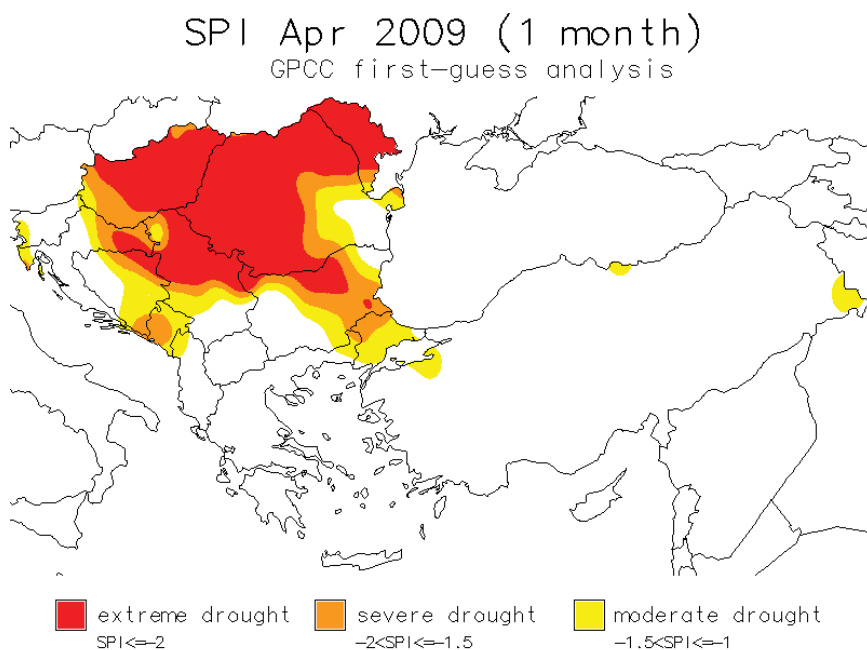 SPI Apr 2009 (1 month)
GPCC first-guess analysis
extreme drought severe drought moderate drought
SPI<=-2 -2<SPI<=-1.5 -1.5<SPI<=-1